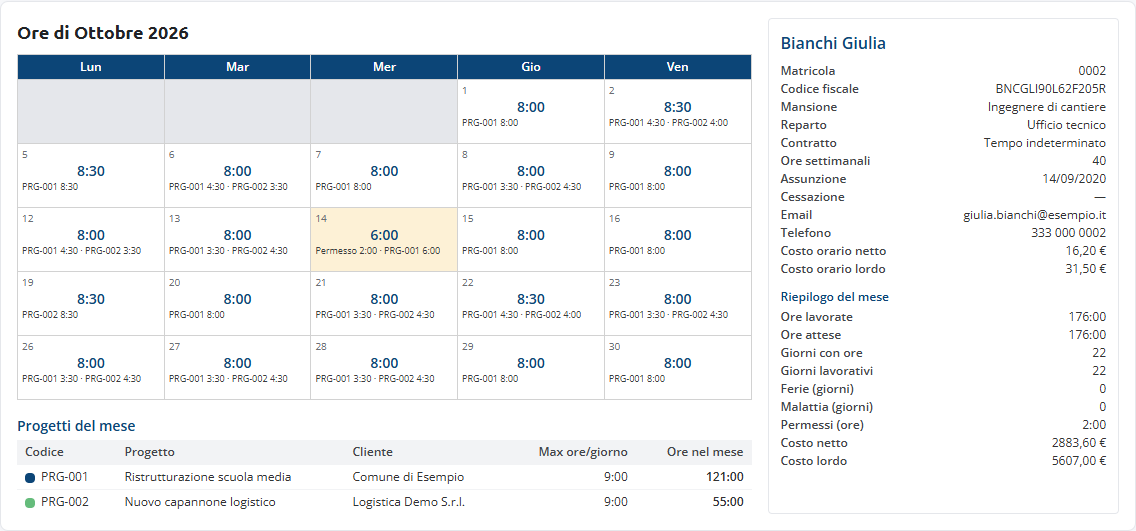 Ore di Ottobre 2026
Lun Mar Mer Gio Ven
1 2
8:00 8:30
PRG-001 8:00 PRG-001 4:30 · PRG-002 4:00
5 6 7 8 9
8:30 8:00 8:00 8:00 8:00
PRG-001 8:30 PRG-001 4:30 · PRG-002 3:30 PRG-001 8:00 PRG-001 3:30 · PRG-002 4:30 PRG-001 8:00
12 13 14 15 16
8:00 8:00 6:00 8:00 8:00
PRG-001 4:30 · PRG-002 3:30 PRG-001 3:30 · PRG-002 4:30 Permesso 2:00 · PRG-001 6:00 PRG-001 8:00 PRG-001 8:00
19 20 21 22 23
8:30 8:00 8:00 8:30 8:00
PRG-002 8:30 PRG-001 8:00 PRG-001 3:30 · PRG-002 4:30 PRG-001 4:30 · PRG-002 4:00 PRG-001 3:30 · PRG-002 4:30
26 27 28 29 30
8:00 8:00 8:00 8:00 8:00
PRG-001 3:30 · PRG-002 4:30 PRG-001 3:30 · PRG-002 4:30 PRG-001 3:30 · PRG-002 4:30 PRG-001 8:00 PRG-001 8:00
Progetti del mese
Codice Progetto Cliente Max ore/giorno Ore nel mese
PRG-001 Ristrutturazione scuola media Comune di Esempio 9:00 121:00
PRG-002 Nuovo capannone logistico Logistica Demo S.r.l. 9:00 55:00
Bianchi Giulia
Matricola 0002
Codice fiscale BNCGLI90L62F205R
Mansione Ingegnere di cantiere
Reparto Ufficio tecnico
Contratto Tempo indeterminato
Ore settimanali 40
Assunzione 14/09/2020
Cessazione —
Email giulia.bianchi@esempio.it
Telefono 333 000 0002
Costo orario netto 16,20 €
Costo orario lordo 31,50 €
Riepilogo del mese
Ore lavorate 176:00
Ore attese 176:00
Giorni con ore 22
Giorni lavorativi 22
Ferie (giorni) 0
Malattia (giorni) 0
Permessi (ore) 2:00
Costo netto 2883,60 €
Costo lordo 5607,00 €